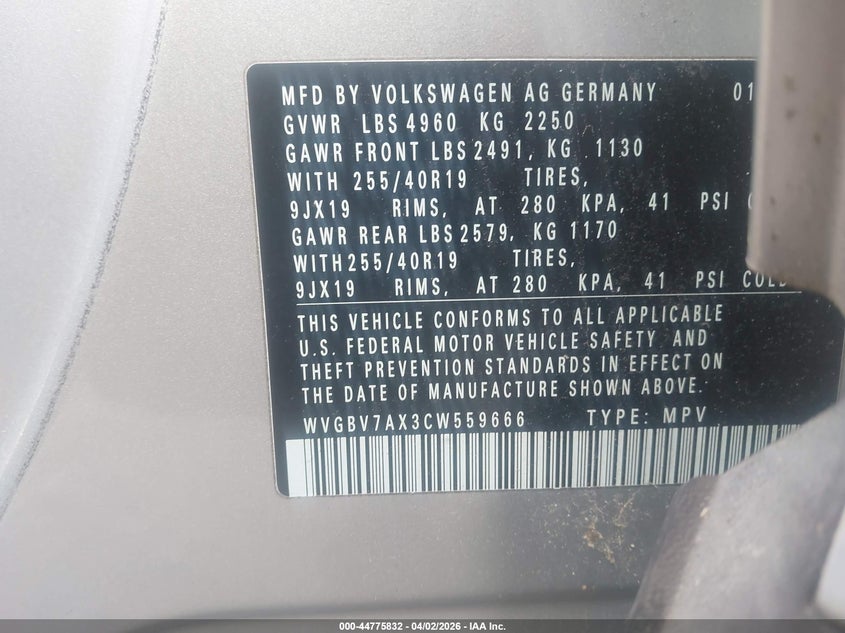 MFD BY VOLKSWAGEN AG GERMANY 01
GVWR LBS 4960 KG 2250
GAWR FRONT LBS 2491, KG 1130
WITH 255/40R19 TIRES,
9JX19 RIMS, AT 280 KPA, 41 PSI
GAWR REAR LBS 2579, KG 1170
WITH255/40R19 TIRES,
9JX19 RIMS, AT 280 KPA, 41 PSI COLD
THIS VEHICLE CONFORMS TO ALL APPLICABLE
U.S. FEDERAL MOTOR VEHICLE SAFETY AND
THEFT PREVENTION STANDARDS IN EFFECT ON
THE DATE OF MANUFACTURE SHOWN ABOVE.
WVGBV7AX3CW559666 TYPE: MPV
000-44775832 - 04/02/2026 - IAA Inc.